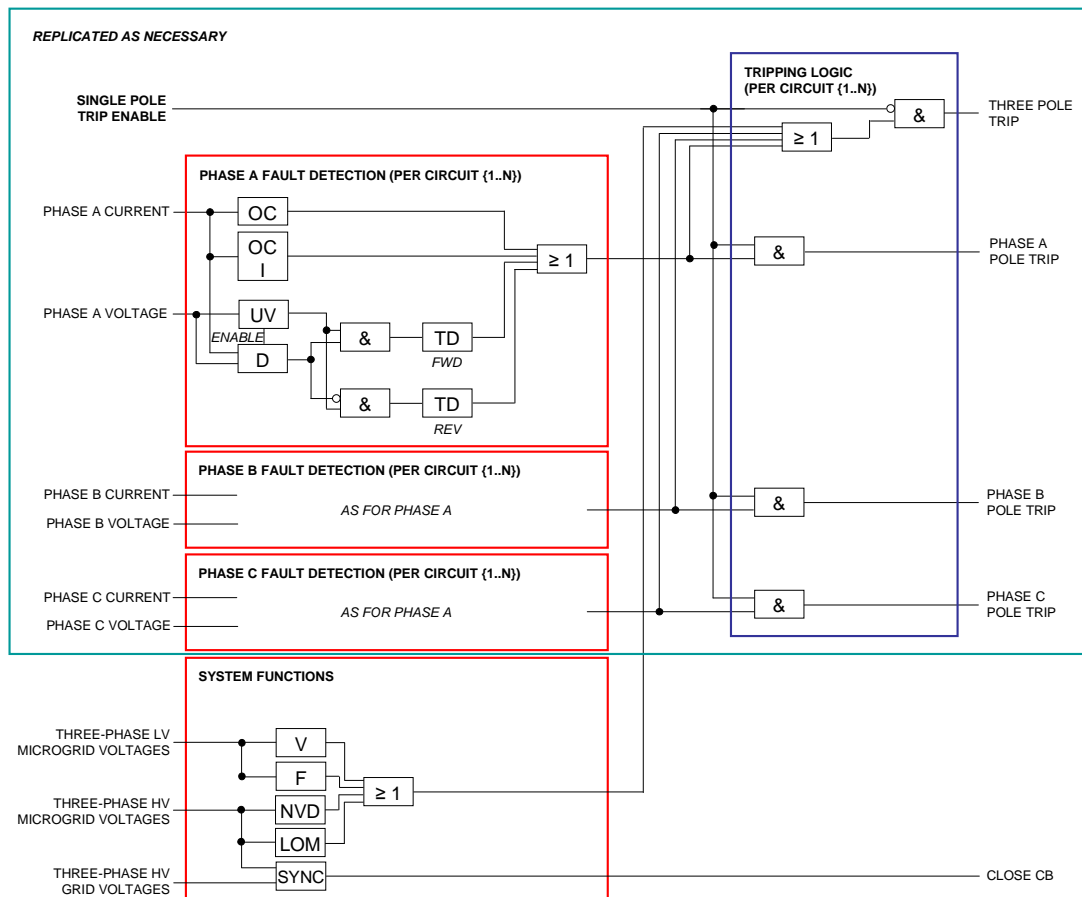 REPLICATED AS NECESSARY
SINGLE POLE
TRIP ENABLE
TRIPPING LOGIC
(PER CIRCUIT {1..N})
&
THREE POLE
TRIP
≥ 1
PHASE A FAULT DETECTION (PER CIRCUIT {1..N})
PHASE A CURRENT
OC
OC
I
≥ 1
&
PHASE A
POLE TRIP
PHASE A VOLTAGE
UV
ENABLE
D
&
TD
FWD
&
TD
REV
PHASE B FAULT DETECTION (PER CIRCUIT {1..N})
PHASE B CURRENT
PHASE B VOLTAGE
AS FOR PHASE A
&
PHASE B
POLE TRIP
PHASE C FAULT DETECTION (PER CIRCUIT {1..N})
PHASE C CURRENT
PHASE C VOLTAGE
AS FOR PHASE A
&
PHASE C
POLE TRIP
SYSTEM FUNCTIONS
THREE-PHASE LV
MICROGRID VOLTAGES
V
F
≥ 1
THREE-PHASE HV
MICROGRID VOLTAGES
NVD
LOM
THREE-PHASE HV
GRID VOLTAGES
SYNC
CLOSE CB